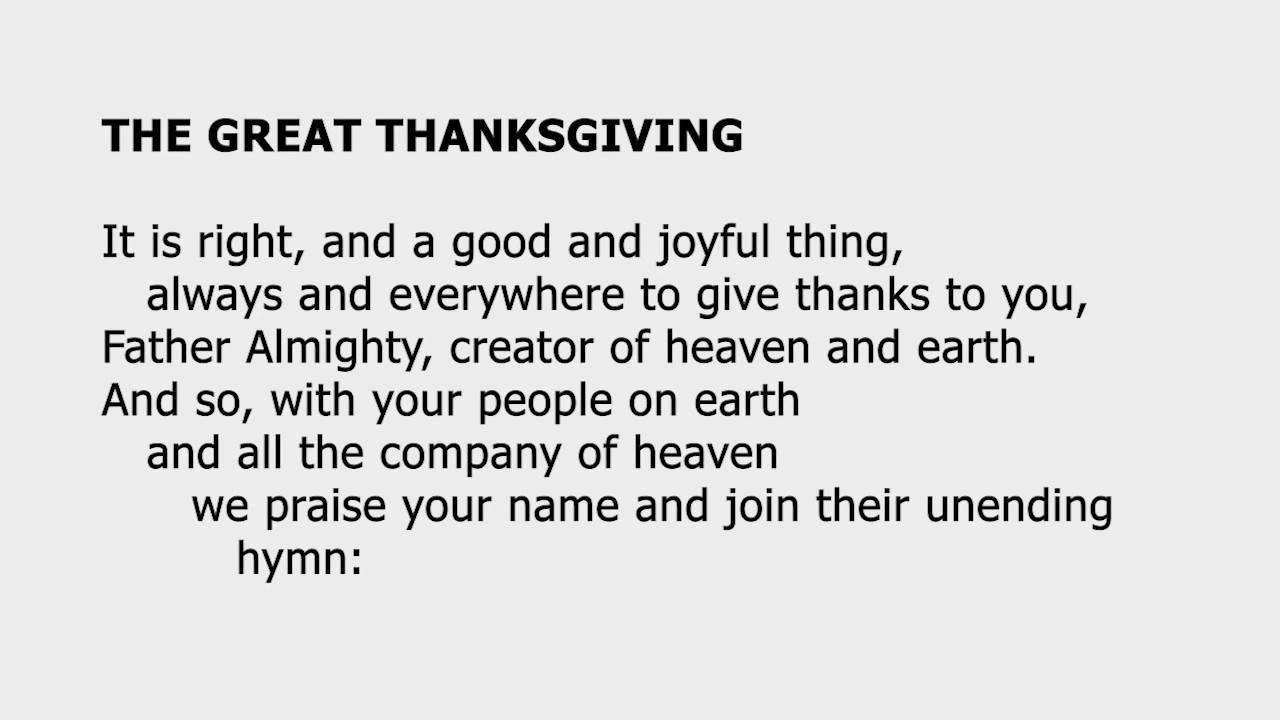 THE GREAT THANKSGIVING
It is right, and a good and joyful thing,
always and everywhere to give thanks to you,
Father Almighty, creator of heaven and earth.
And so, with your people on earth
and all the company of heaven
we praise your name and join their unending
hymn: